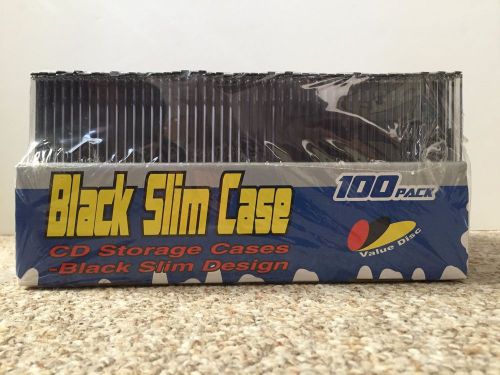 Black Slim Case
100 PACK
CD Storage Cases
-Black Slim Design
Value Disc